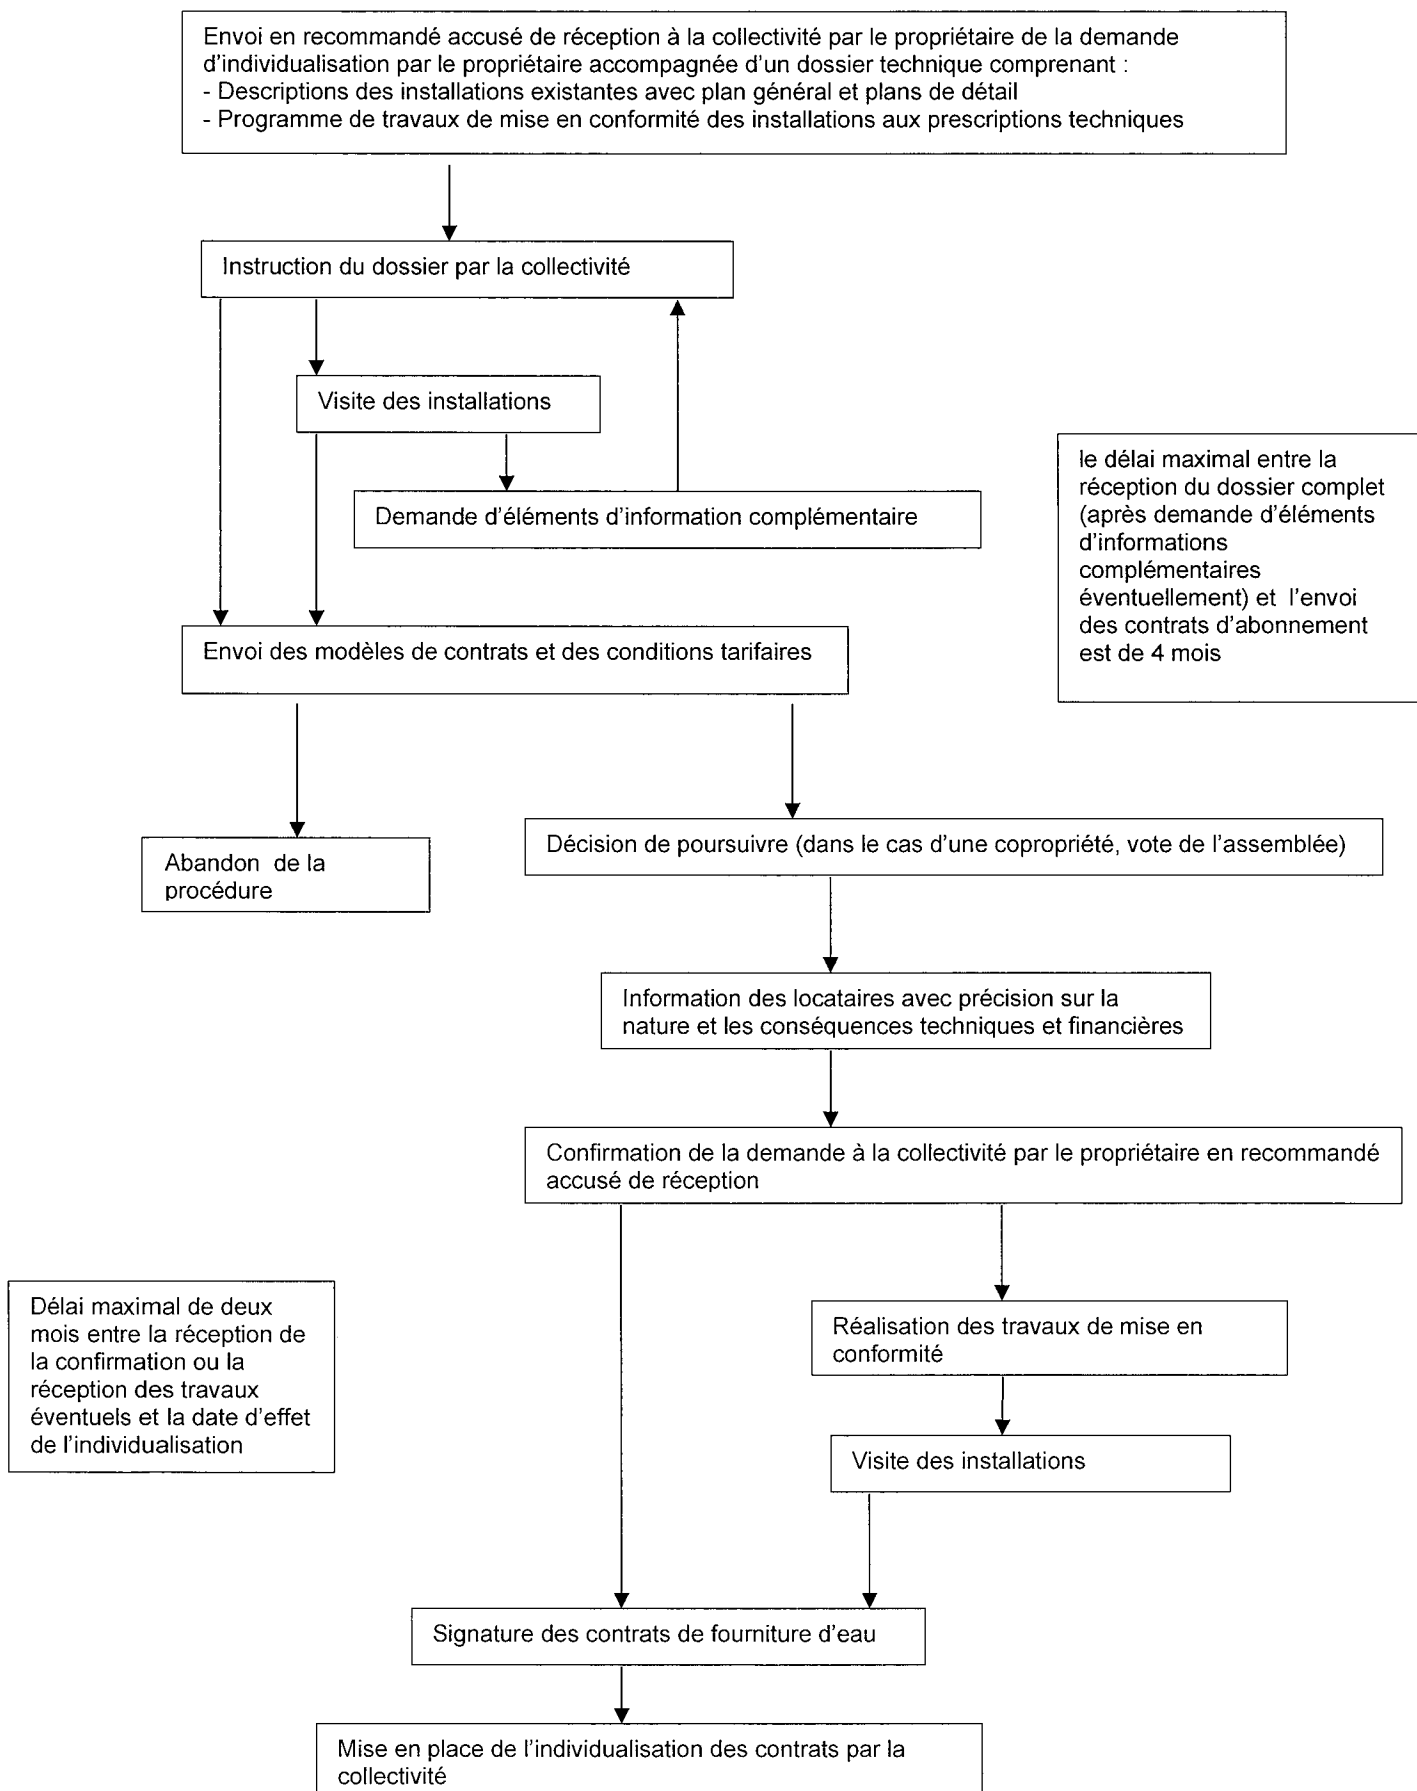 Envoi en recommandé accusé de réception à la collectivité par le propriétaire de la demande
d'individualisation par le propriétaire accompagnée d'un dossier technique comprenant :
- Descriptions des installations existantes avec plan général et plans de détail
- Programme de travaux de mise en conformité des installations aux prescriptions techniques
Instruction du dossier par la collectivité
Visite des installations
Demande d'éléments d'information complémentaire
le délai maximal entre la
réception du dossier complet
(après demande d'éléments
d'informations
complémentaires
éventuellement) et l'envoi
des contrats d'abonnement
est de 4 mois
Envoi des modèles de contrats et des conditions tarifaires
Abandon de la
procédure
Décision de poursuivre (dans le cas d'une copropriété, vote de l'assemblée)
Information des locataires avec précision sur la
nature et les conséquences techniques et financières
Confirmation de la demande à la collectivité par le propriétaire en recommandé
accusé de réception
Délai maximal de deux
mois entre la réception de
la confirmation ou la
réception des travaux
éventuels et la date d'effet
de l'individualisation
Réalisation des travaux de mise en
conformité
Visite des installations
Signature des contrats de fourniture d'eau
Mise en place de l'individualisation des contrats par la
collectivité